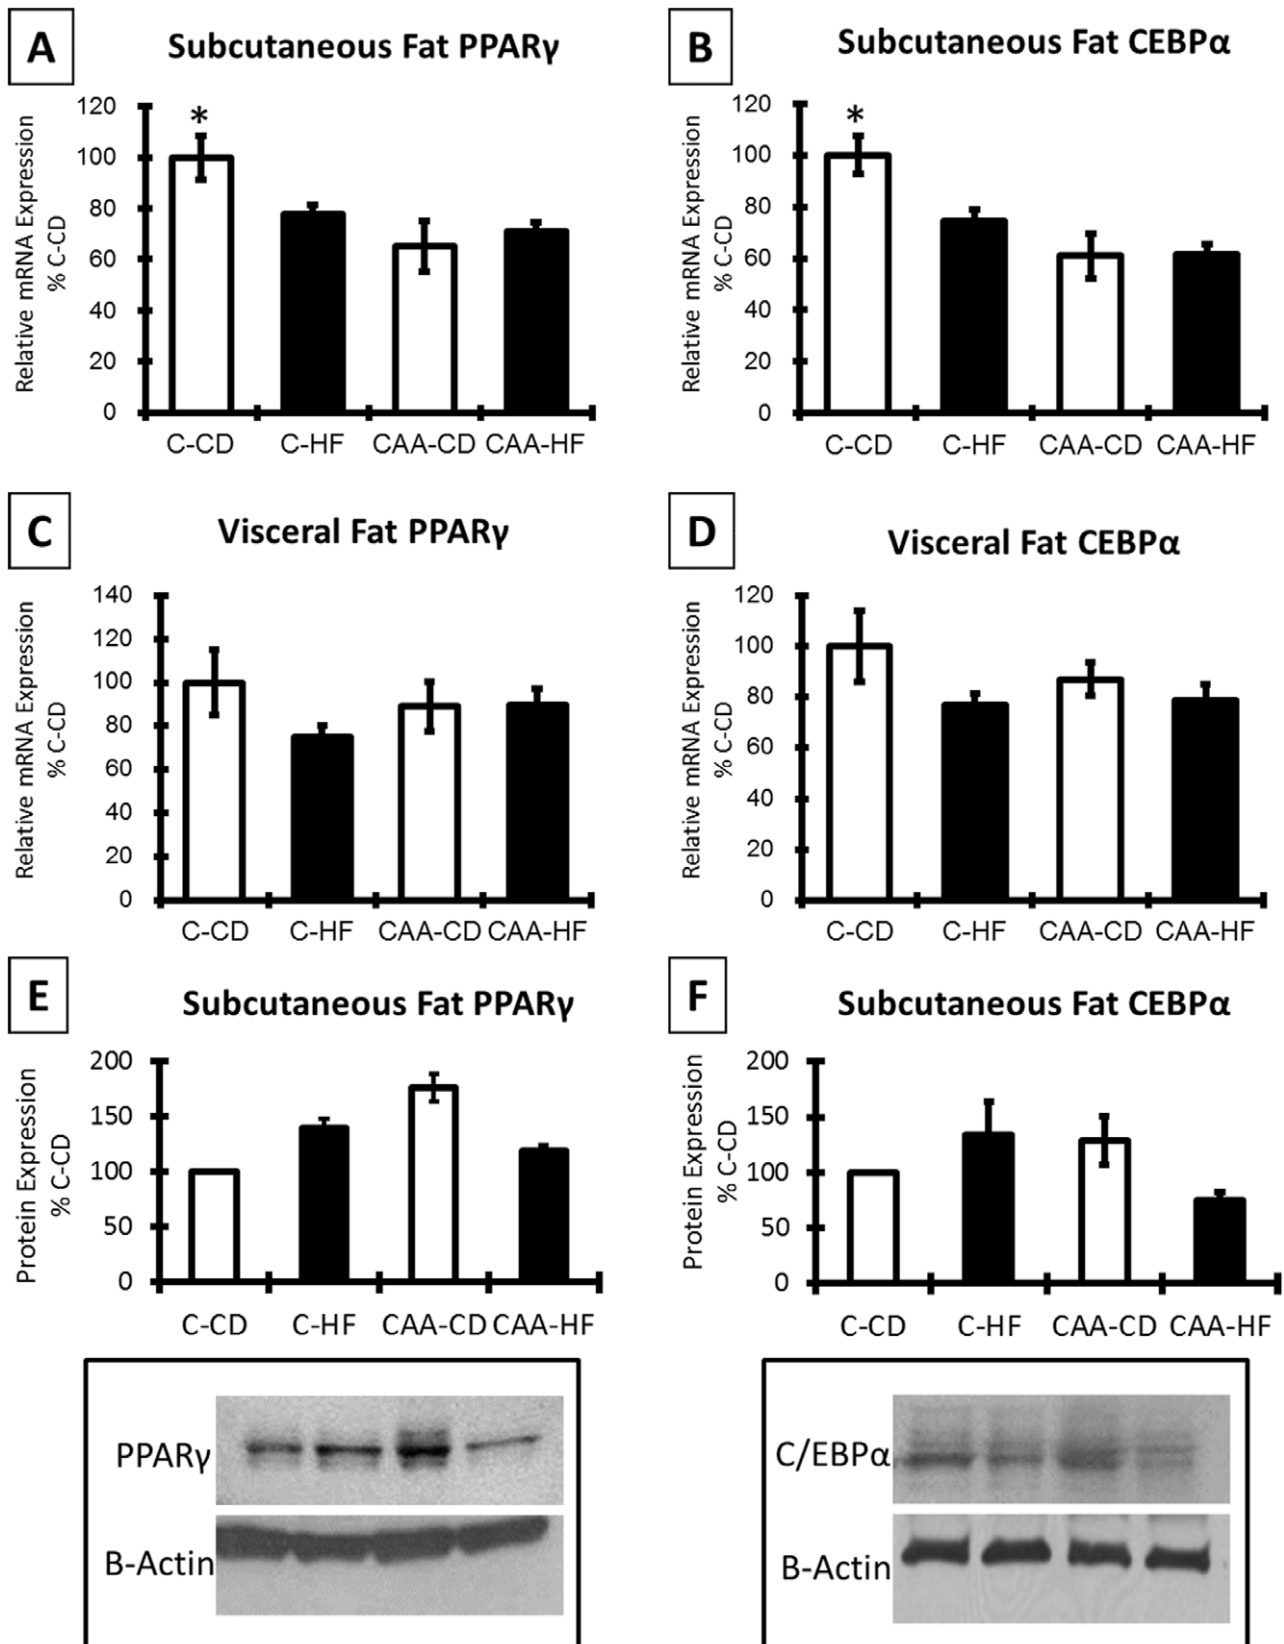 A
Subcutaneous Fat PPARγ
Relative mRNA Expression
% C-CD
120
100
80
60
40
20
0
*
C-CD C-HF CAA-CD CAA-HF
B
Subcutaneous Fat CEBPα
Relative mRNA Expression
% C-CD
120
100
80
60
40
20
0
*
C-CD C-HF CAA-CD CAA-HF
C
Visceral Fat PPARγ
Relative mRNA Expression
% C-CD
140
120
100
80
60
40
20
0
C-CD C-HF CAA-CD CAA-HF
D
Visceral Fat CEBPα
Relative mRNA Expression
% C-CD
120
100
80
60
40
20
0
C-CD C-HF CAA-CD CAA-HF
E
Subcutaneous Fat PPARγ
Protein Expression
% C-CD
200
150
100
50
0
C-CD C-HF CAA-CD CAA-HF
PPARγ
B-Actin
F
Subcutaneous Fat CEBPα
Protein Expression
% C-CD
200
150
100
50
0
C-CD C-HF CAA-CD CAA-HF
C/EBPα
B-Actin